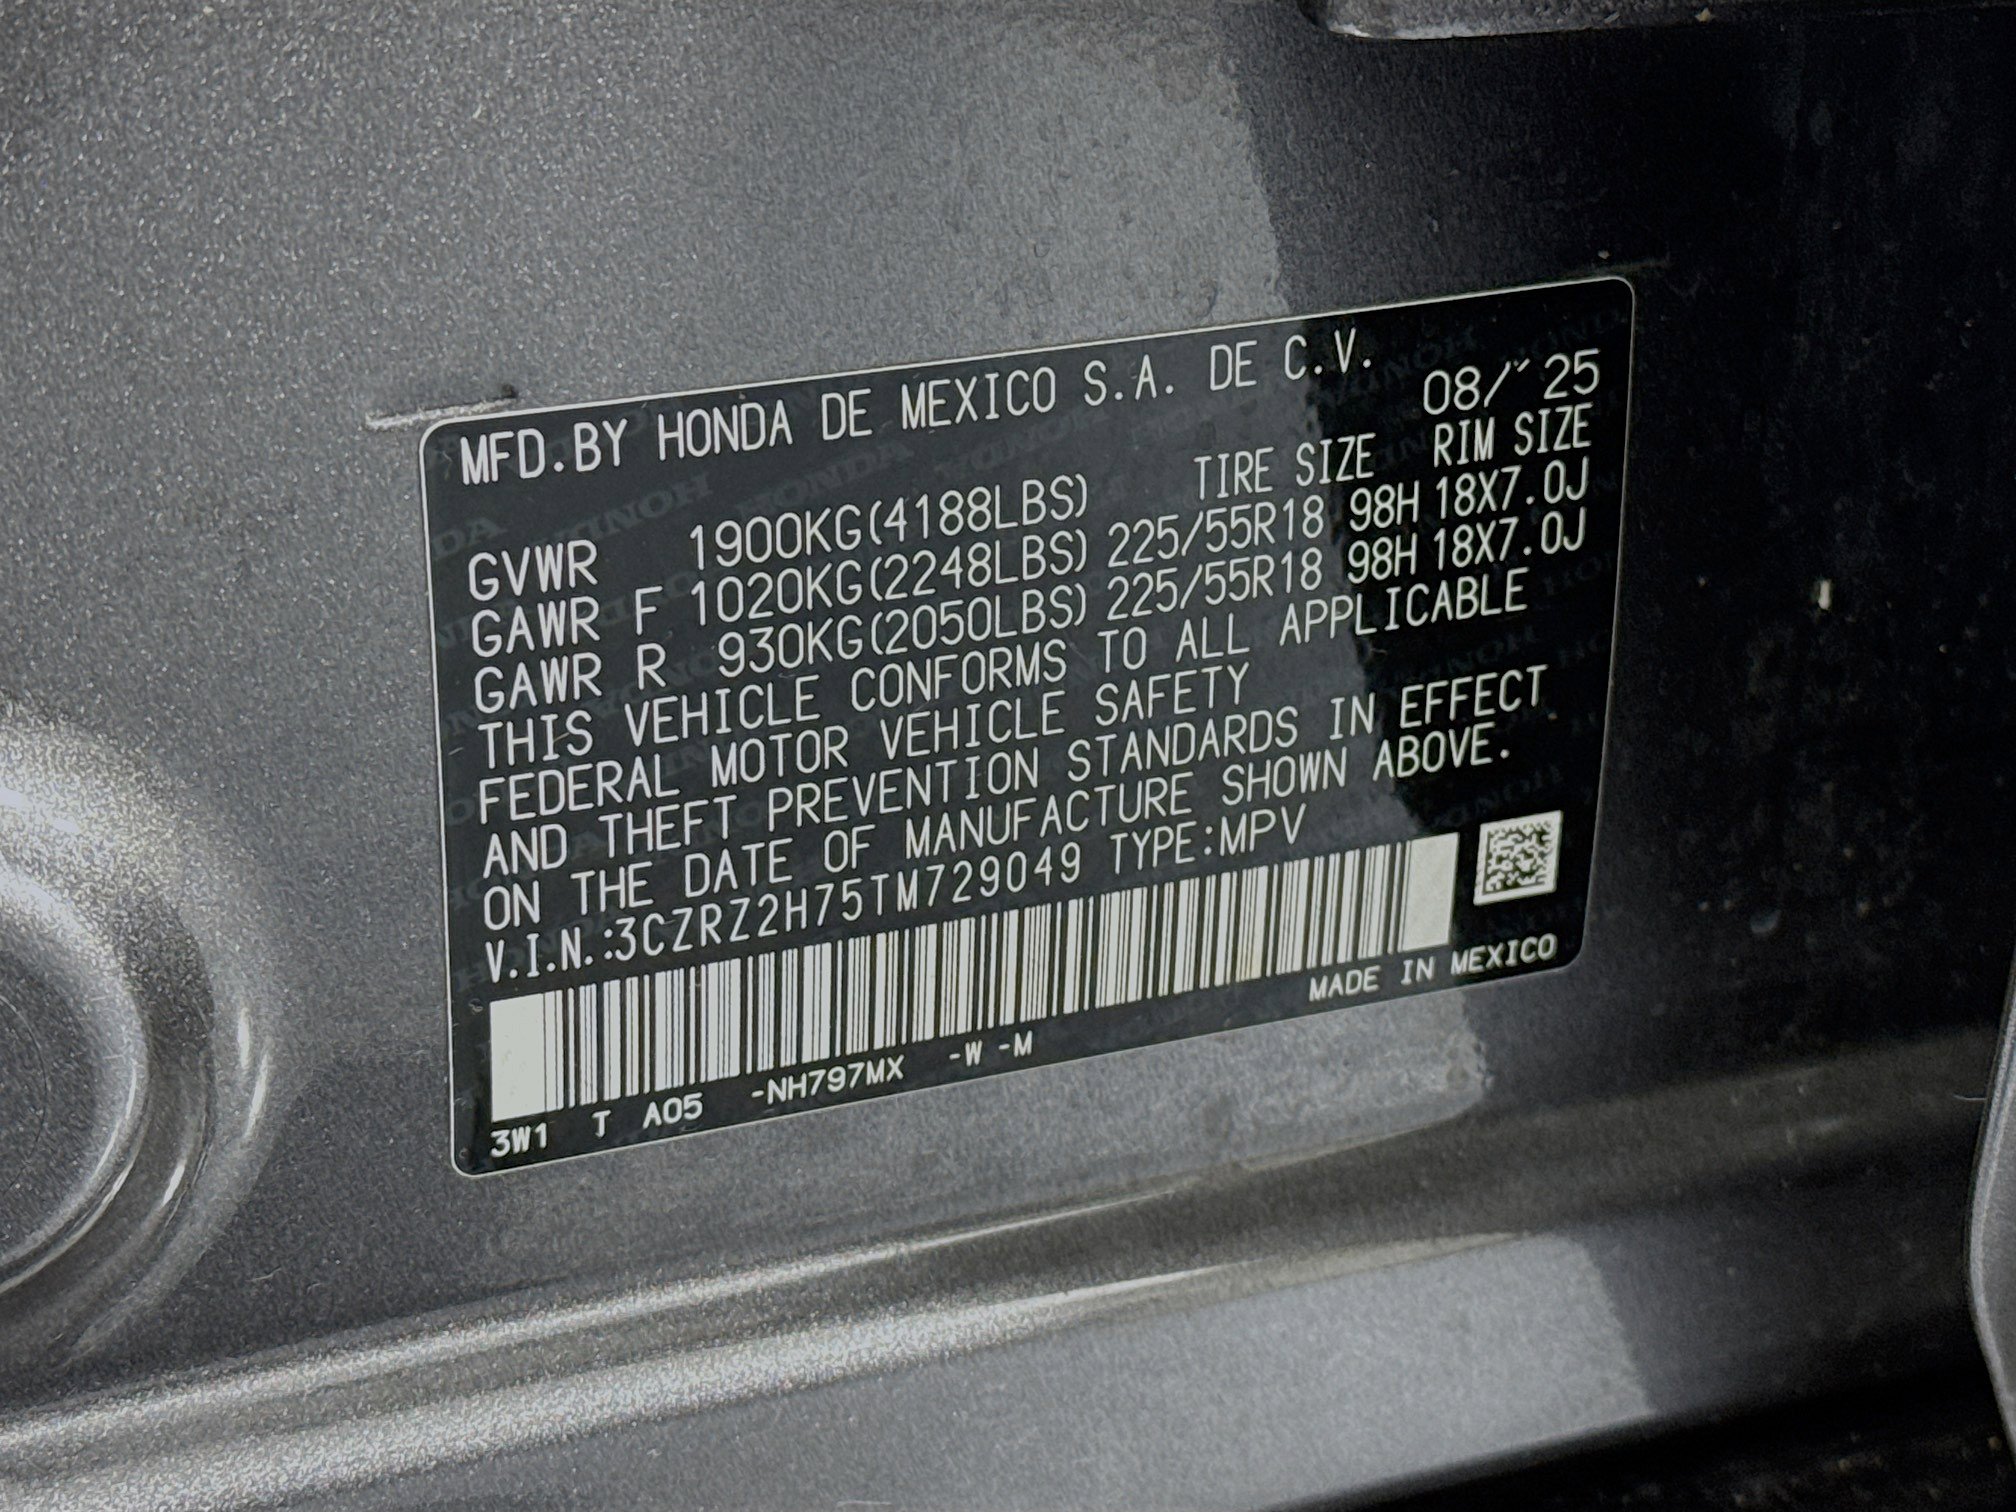 MFD.BY HONDA DE MEXICO S.A. DE C.V.
08/ 25
TIRE SIZE RIM SIZE
GVWR 1900KG(4188LBS)
GAWR F 1020KG(2248LBS) 225/55R18 98H 18X7.0J
GAWR R 930KG(2050LBS) 225/55R18 98H 18X7.0J
THIS VEHICLE CONFORMS TO ALL APPLICABLE
FEDERAL MOTOR VEHICLE SAFETY
AND THEFT PREVENTION STANDARDS IN EFFECT
ON THE DATE OF MANUFACTURE SHOWN ABOVE.
V.I.N.:3CZRZ2H75TM729049 TYPE:MPV
MADE IN MEXICO
3W1 T A05 -NH797MX -W -M